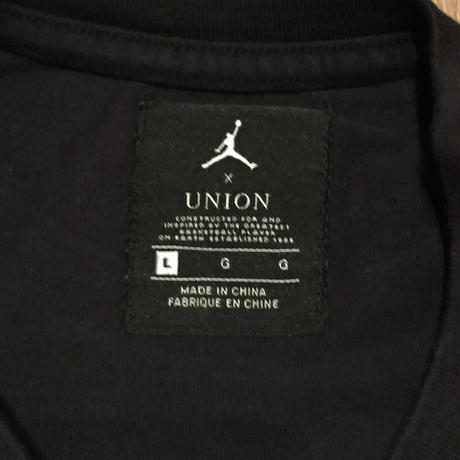 X
UNION
CONSTRUCTED FOR AND
INSPIRED BY THE GREATEST
BASKETBALL PLAYER
ON EARTH ESTABLISHED 1985
L G G
MADE IN CHINA
FABRIQUE EN CHINE